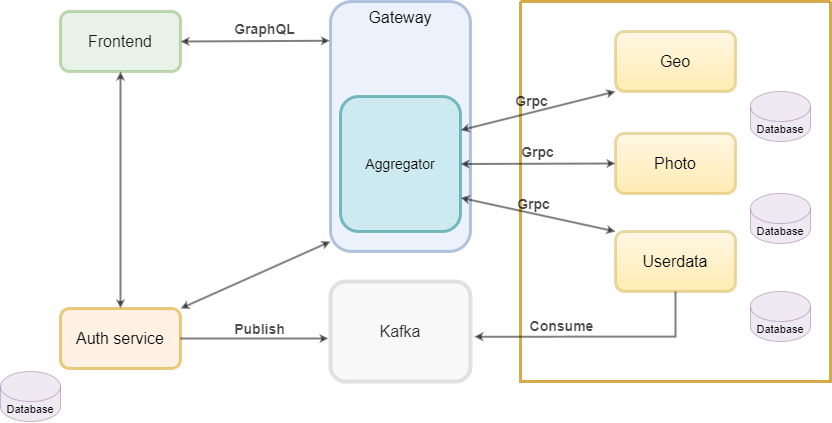 Frontend
GraphQL
Gateway
Geo
Grpc
Database
Aggregator
Grpc
Photo
Grpc
Database
Userdata
Auth service
Publish
Kafka
Consume
Database
Database